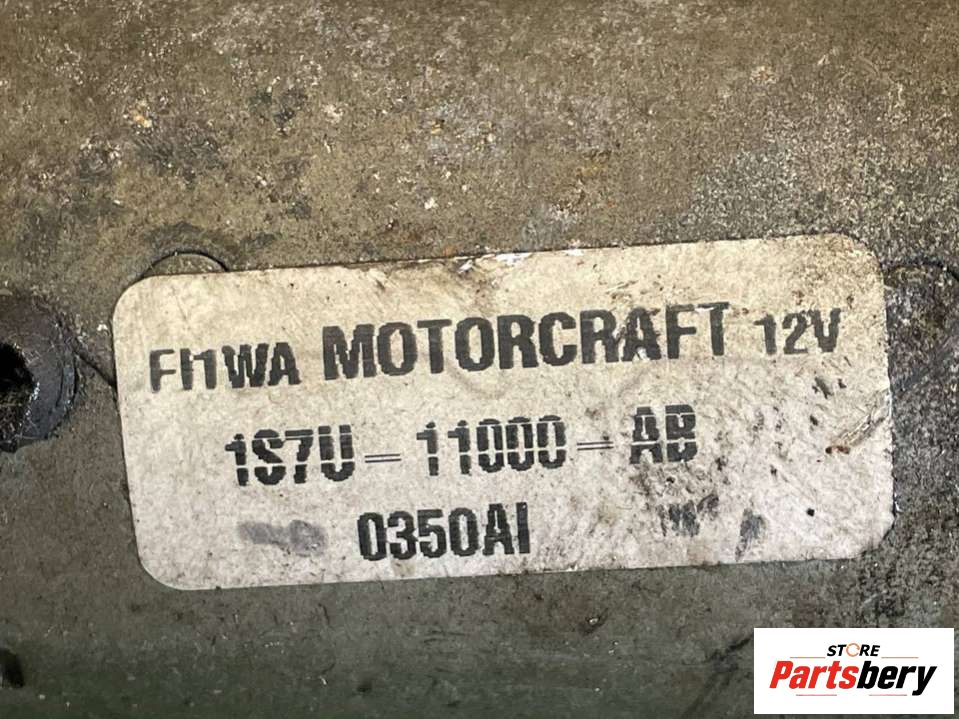 FI1WA MOTORCRAFT 12V
1S7U-11000-AB
0350AI
STORE
Partsbery